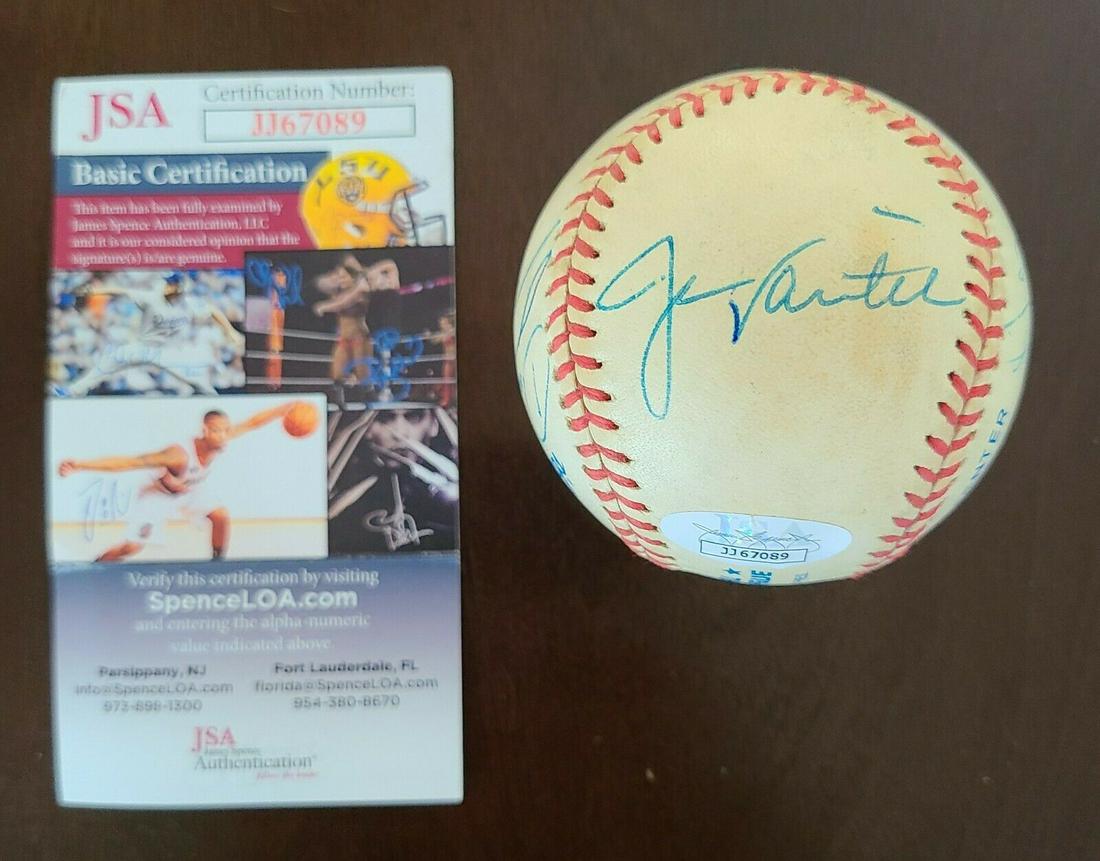 JSA
Certification Number:
JJ67089
Basic Certification
This item has been fully examined by
James Spence Authentication, LLC
and it is our considered opinion that the
signature(s) is/are genuine.
LSU
Verify this certification by visiting
SpenceLOA.com
and entering the alpha-numeric
value indicated above.
Parsippany, NJ
info@SpenceLOA.com
973-898-1300
Fort Lauderdale, FL
florida@SpenceLOA.com
954-380-8670
JSA
James Spence
Authentication
JJ67089